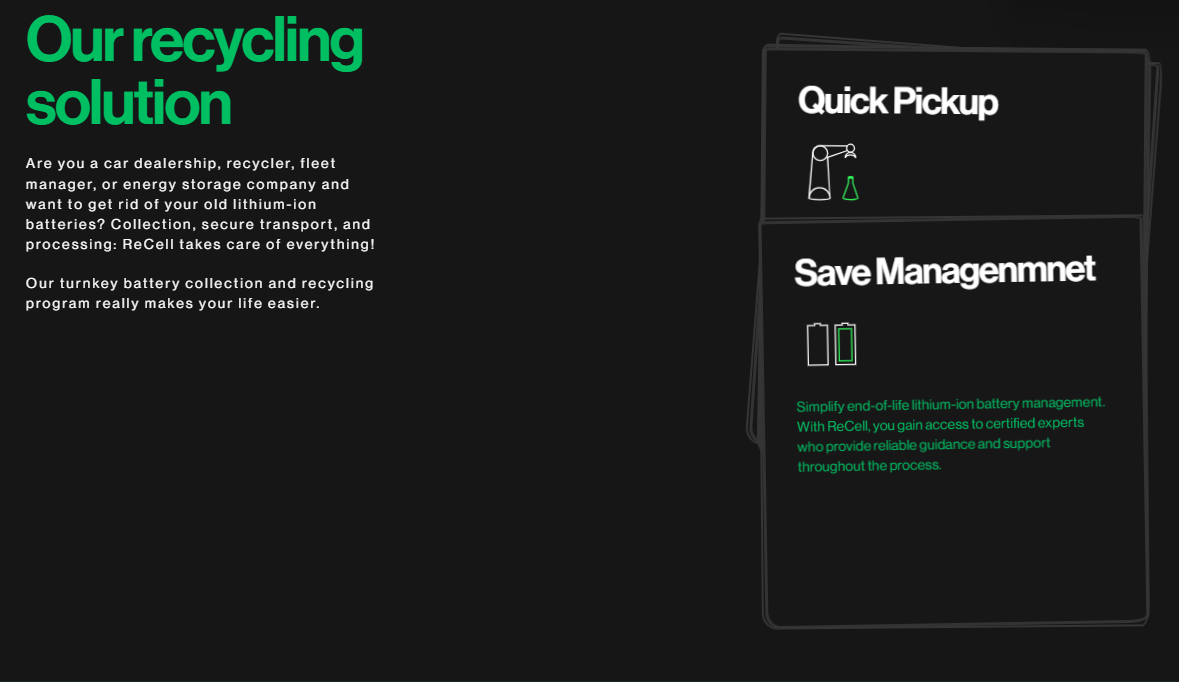 Our recycling
solution
Are you a car dealership, recycler, fleet
manager, or energy storage company and
want to get rid of your old lithium-ion
batteries? Collection, secure transport, and
processing: ReCell takes care of everything!
Our turnkey battery collection and recycling
program really makes your life easier.
Quick Pickup
Save Managenmnet
Simplify end-of-life lithium-ion battery management.
With ReCell, you gain access to certified experts
who provide reliable guidance and support
throughout the process.